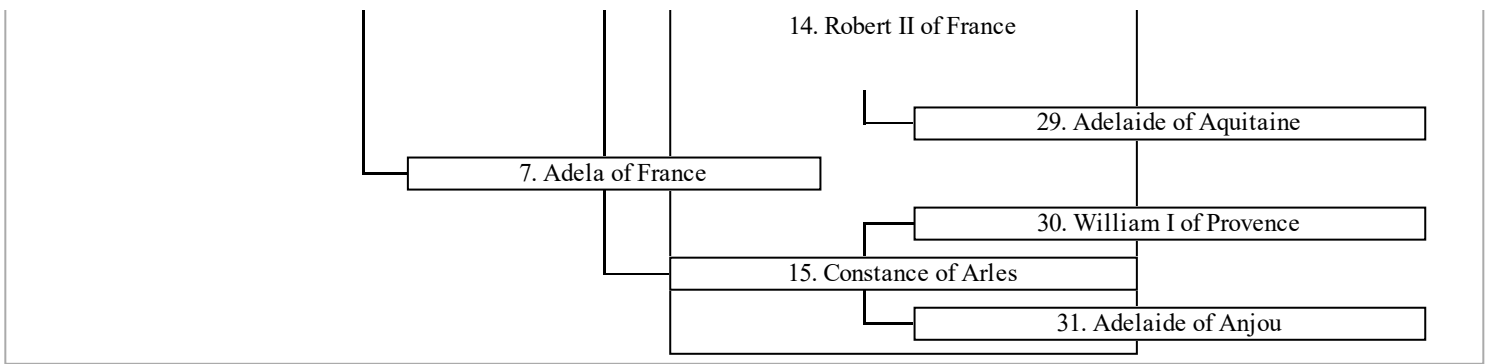 14. Robert II of France
29. Adelaide of Aquitaine
7. Adela of France
30. William I of Provence
15. Constance of Arles
31. Adelaide of Anjou